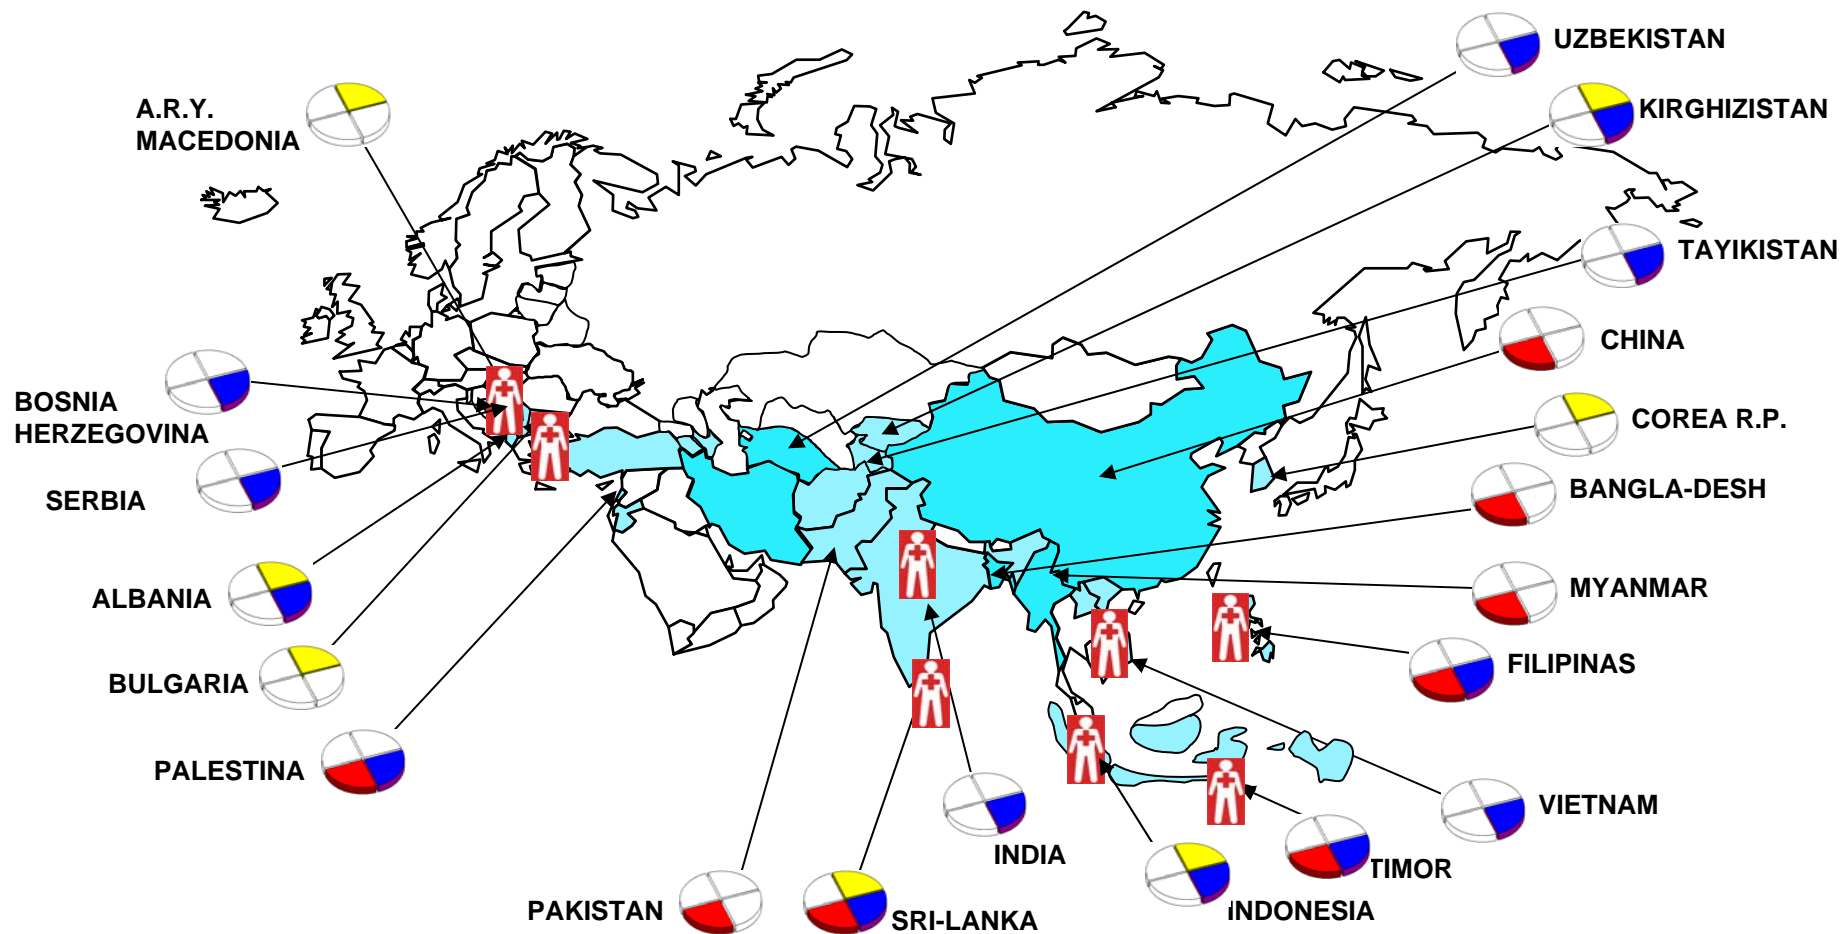 UZBEKISTAN
KIRGHIZISTAN
A.R.Y.
MACEDONIA
TAYIKISTAN
CHINA
BOSNIA
HERZEGOVINA
COREA R.P.
SERBIA
BANGLA-DESH
ALBANIA
MYANMAR
BULGARIA
FILIPINAS
PALESTINA
VIETNAM
INDIA
TIMOR
PAKISTAN
SRI-LANKA
INDONESIA